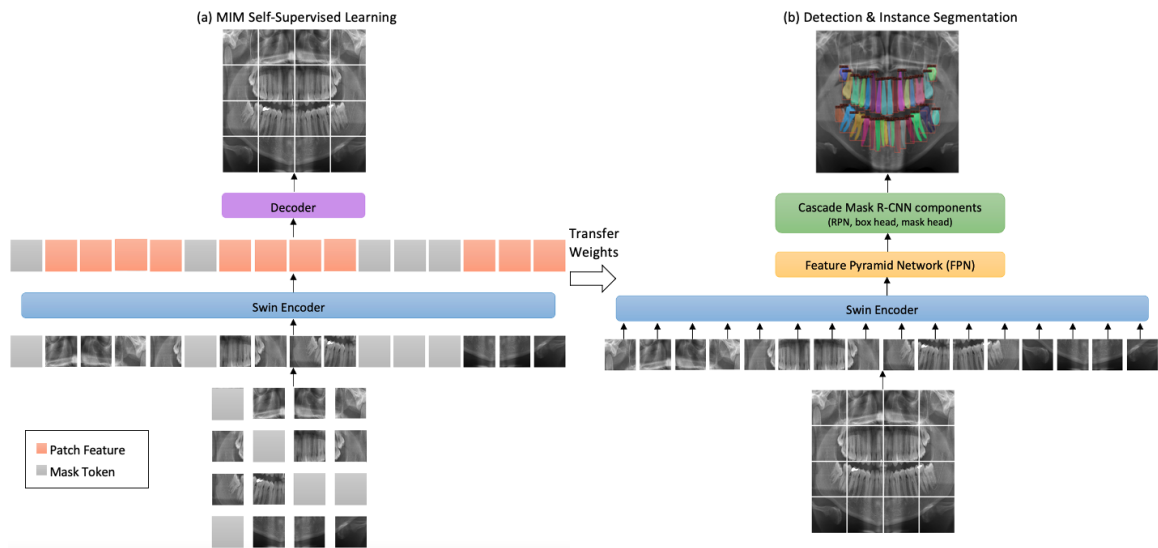 (a) MIM Self-Supervised Learning
Decoder
Swin Encoder
Patch Feature
Mask Token
Transfer
Weights
(b) Detection & Instance Segmentation
Cascade Mask R-CNN components
(RPN, box head, mask head)
Feature Pyramid Network (FPN)
Swin Encoder